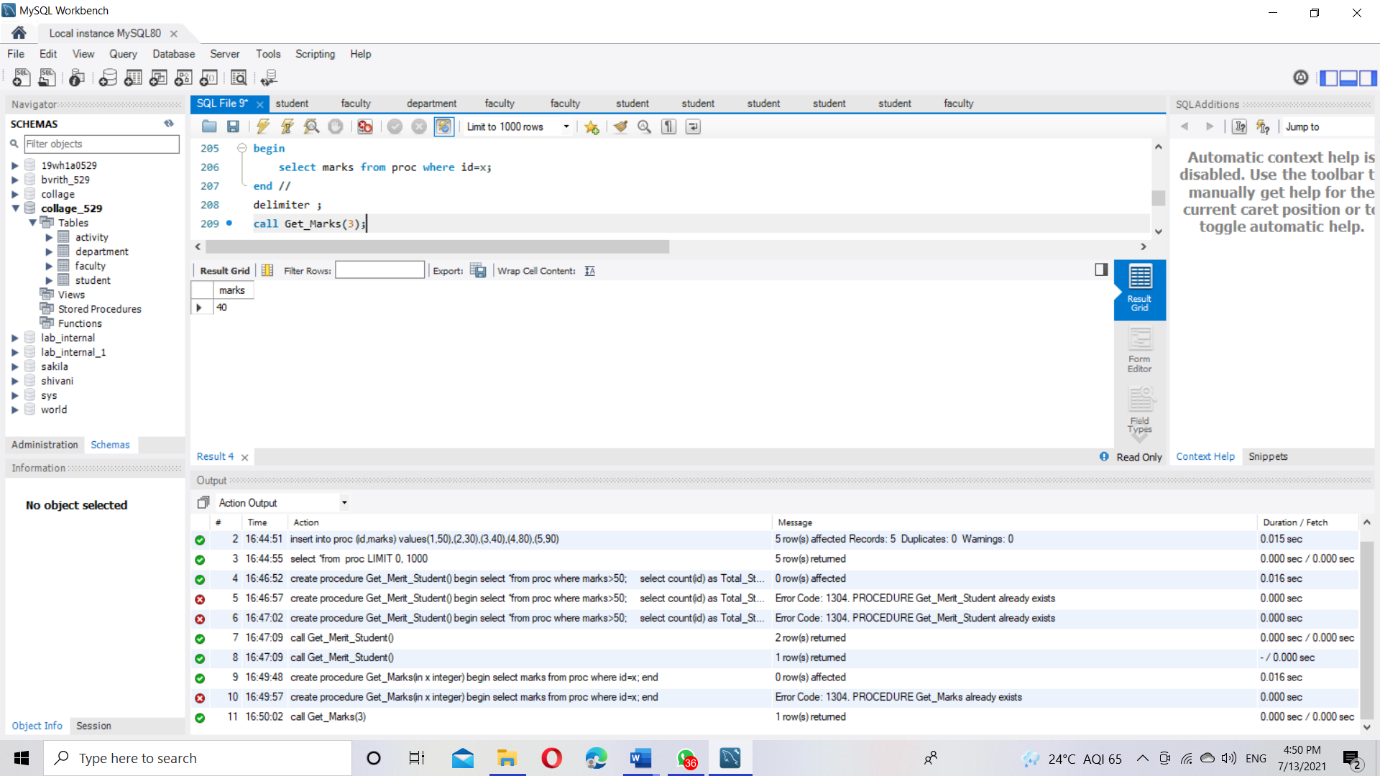 MySQL Workbench
Local instance MySQL80
File Edit View Query Database Server Tools Scripting Help
Navigator
SCHEMAS
Filter objects
19wh1a0529
bvrith_529
collage
collage_529
Tables
activity
department
faculty
student
Views
Stored Procedures
Functions
lab_internal
lab_internal_1
sakila
shivani
sys
world
Administration Schemas
Information
No object selected
Object Info Session
SQL File 9* student faculty department faculty faculty student student student student student faculty
Limit to 1000 rows
205 begin
206 select marks from proc where id=x;
207 end //
208 delimiter ;
209 call Get_Marks(3);
Result Grid Filter Rows: Export: Wrap Cell Content: IA
marks
40
Result Grid
Form Editor
Field Types
Result 4
Read Only
SQLAdditions
Jump to
Automatic context help is
disabled. Use the toolbar t
manually get help for the
current caret position or to
toggle automatic help.
Context Help Snippets
Output
Action Output
# Time Action Message Duration / Fetch
2 16:44:51 insert into proc (id,marks) values(1,50),(2,30),(3,40),(4,80),(5,90) 5 row(s) affected Records: 5 Duplicates: 0 Warnings: 0 0.015 sec
3 16:44:55 select *from proc LIMIT 0, 1000 5 row(s) returned 0.000 sec / 0.000 sec
4 16:46:52 create procedure Get_Merit_Student() begin select *from proc where marks>50; select count(id) as Total_St... 0 row(s) affected 0.016 sec
5 16:46:57 create procedure Get_Merit_Student() begin select *from proc where marks>50; select count(id) as Total_St... Error Code: 1304. PROCEDURE Get_Merit_Student already exists 0.000 sec
6 16:47:02 create procedure Get_Merit_Student() begin select *from proc where marks>50; select count(id) as Total_St... Error Code: 1304. PROCEDURE Get_Merit_Student already exists 0.000 sec
7 16:47:09 call Get_Merit_Student() 2 row(s) returned 0.000 sec / 0.000 sec
8 16:47:09 call Get_Merit_Student() 1 row(s) returned - / 0.000 sec
9 16:49:48 create procedure Get_Marks(in x integer) begin select marks from proc where id=x; end 0 row(s) affected 0.016 sec
10 16:49:57 create procedure Get_Marks(in x integer) begin select marks from proc where id=x; end Error Code: 1304. PROCEDURE Get_Marks already exists 0.000 sec
11 16:50:02 call Get_Marks(3) 1 row(s) returned 0.000 sec / 0.000 sec
Type here to search
36
24°C AQI 65
ENG
4:50 PM
7/13/2021
2